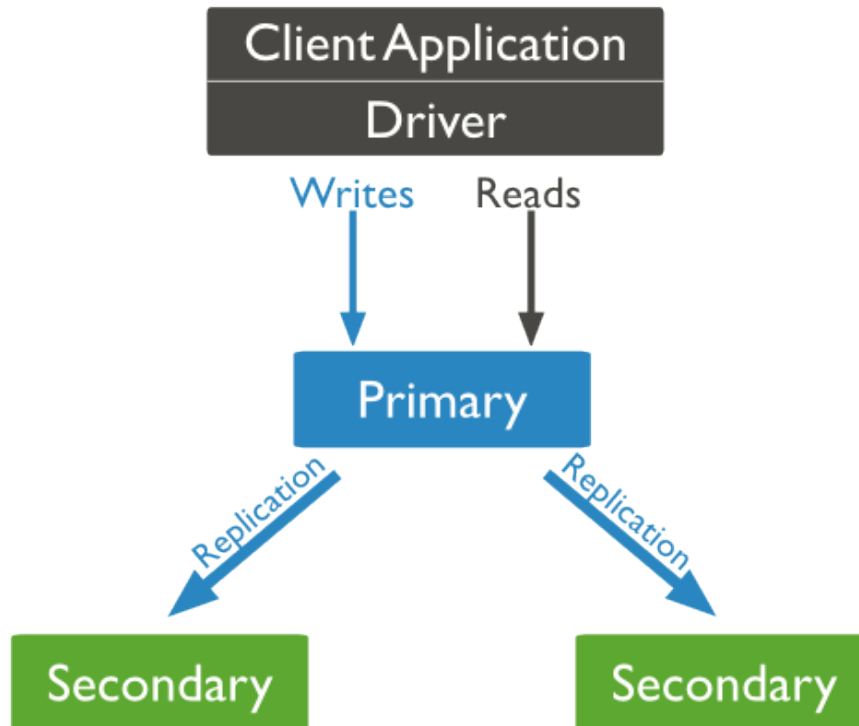 Client Application
Driver
Writes Reads
Primary
Replication Replication
Secondary Secondary